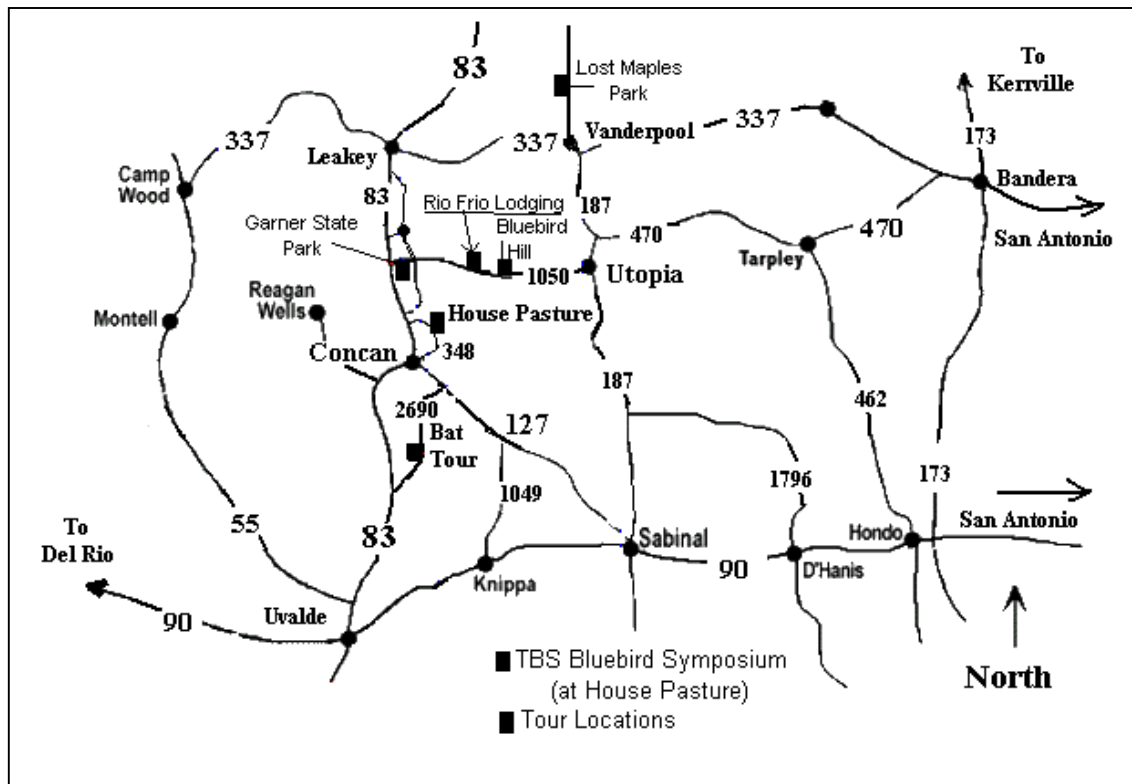 83
Lost Maples
Park
To
Kerrville
337
337
Vanderpool
337
173
Leakey
Camp
Wood
83
Rio Frio Lodging
187
Bandera
Garner State
Park
Bluebird
Hill
470
470
San Antonio
Tarpley
1050
Utopia
Reagan
Wells
House Pasture
Montell
Concan
348
187
2690
462
Bat
Tour
127
1796
173
1049
55
San Antonio
To
Del Rio
83
Sabinal
Hondo
90
D'Hanis
Knippa
90
Uvalde
TBS Bluebird Symposium
(at House Pasture)
Tour Locations
North